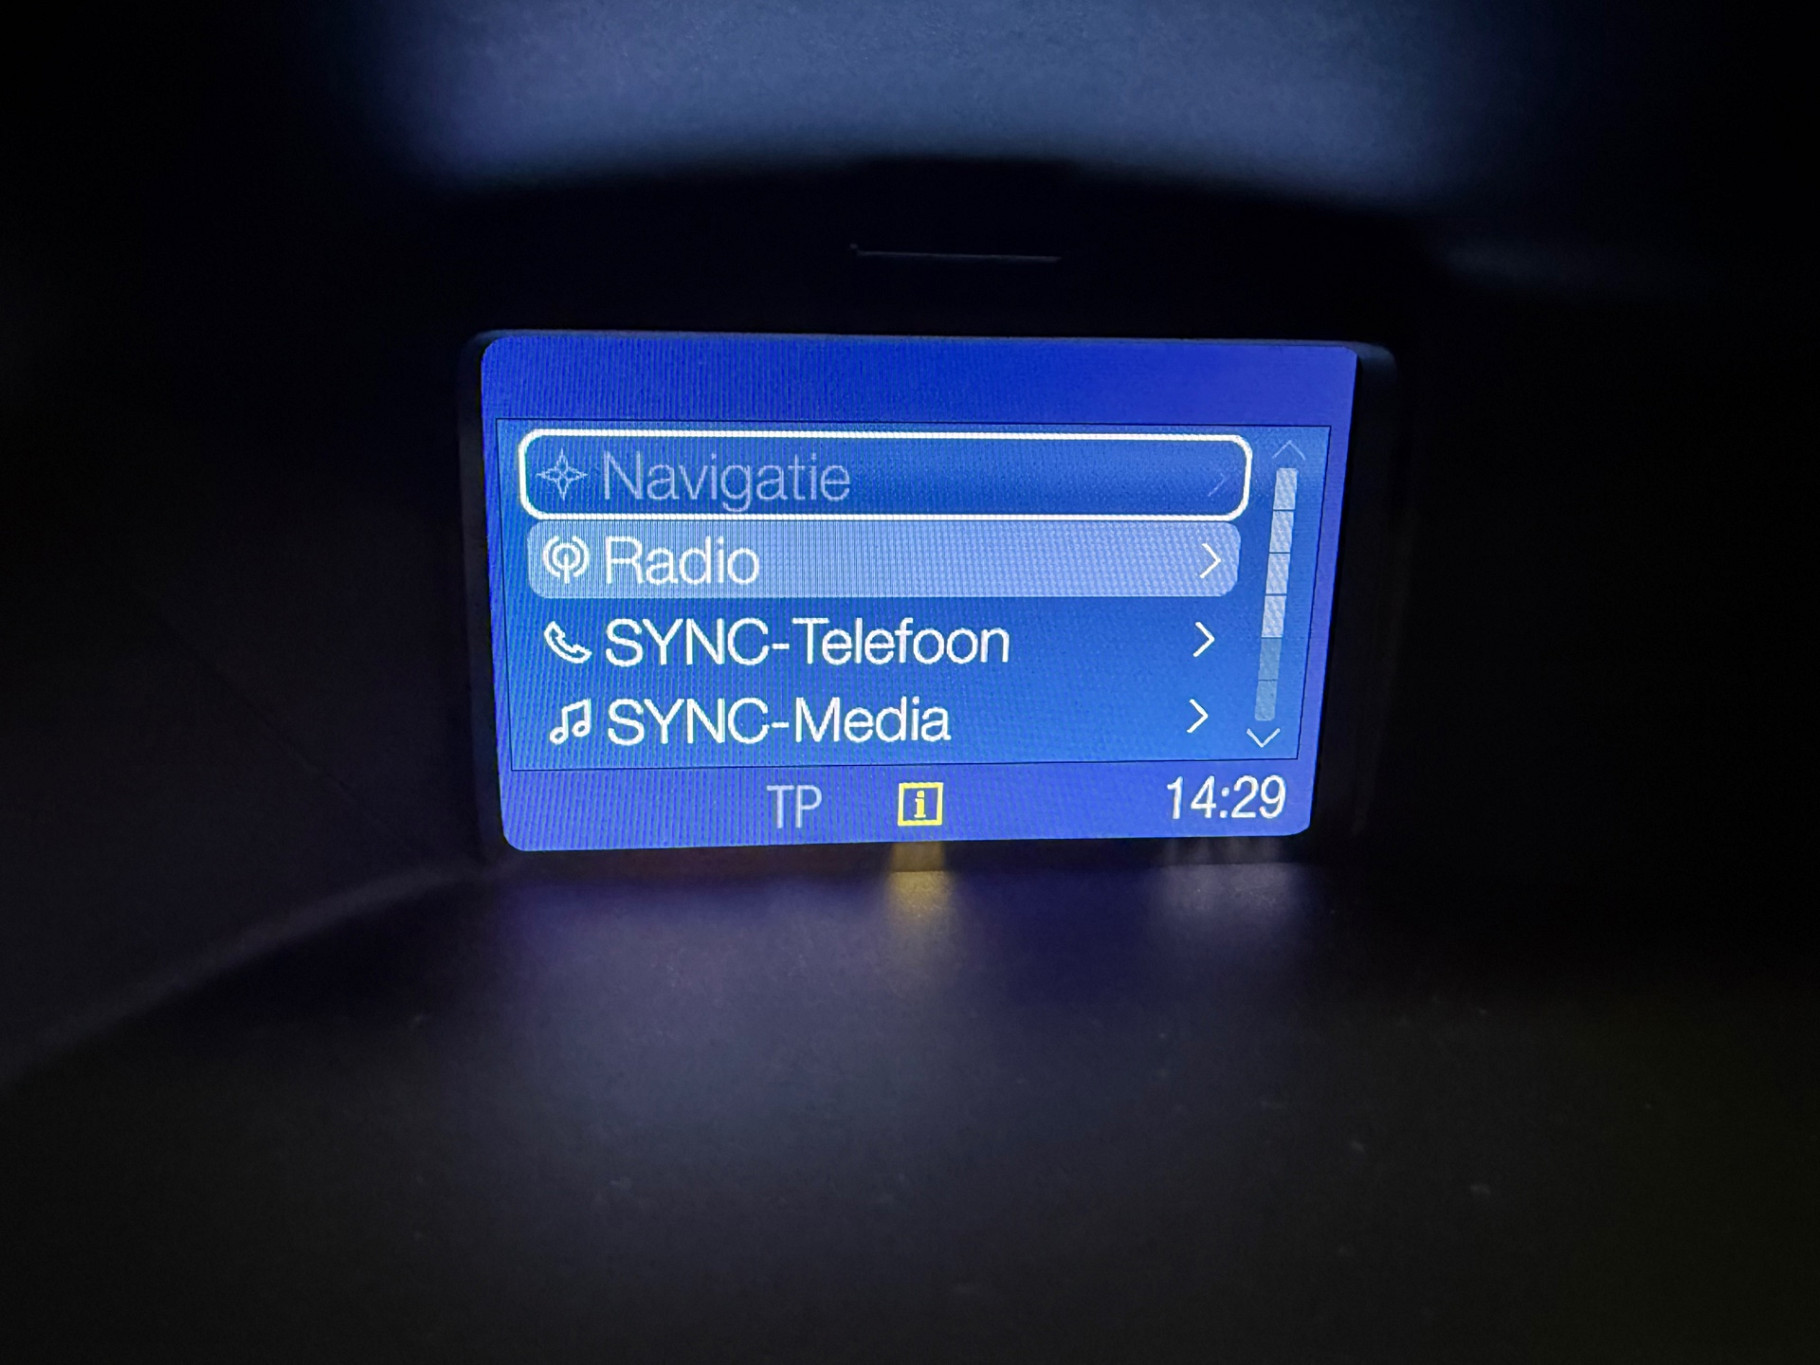 Navigatie
Radio
SYNC-Telefoon
SYNC-Media
TP i 14:29